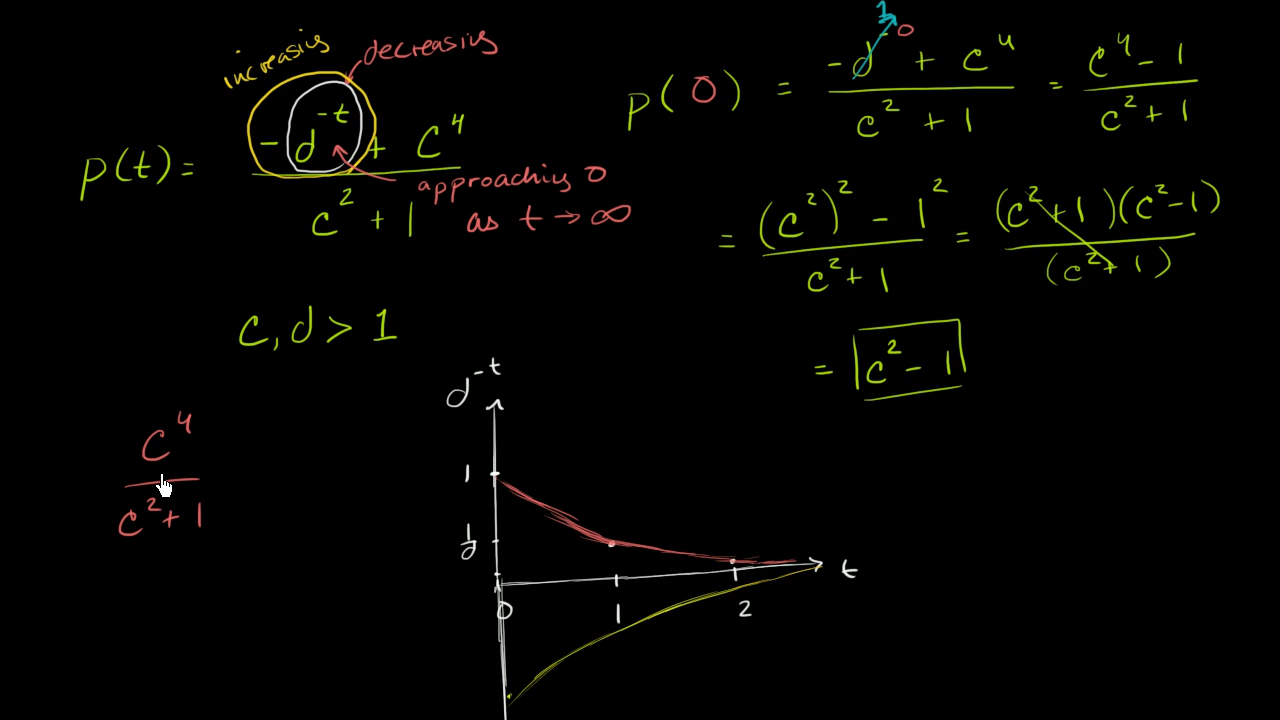 increasing
decreasing
p(t) = (-d^{-t} + c^4) / (c^2 + 1)
approaching 0
as t → ∞
p(0) = (-d^{-0} + c^4) / (c^2 + 1) = (c^4 - 1) / (c^2 + 1)
1
= ((c^2)^2 - 1^2) / (c^2 + 1) = (c^2 + 1)(c^2 - 1) / (c^2 + 1)
= c^2 - 1
c, d > 1
c^4 / (c^2 + 1)
d^{-t}
1
1/d
t
0 1 2